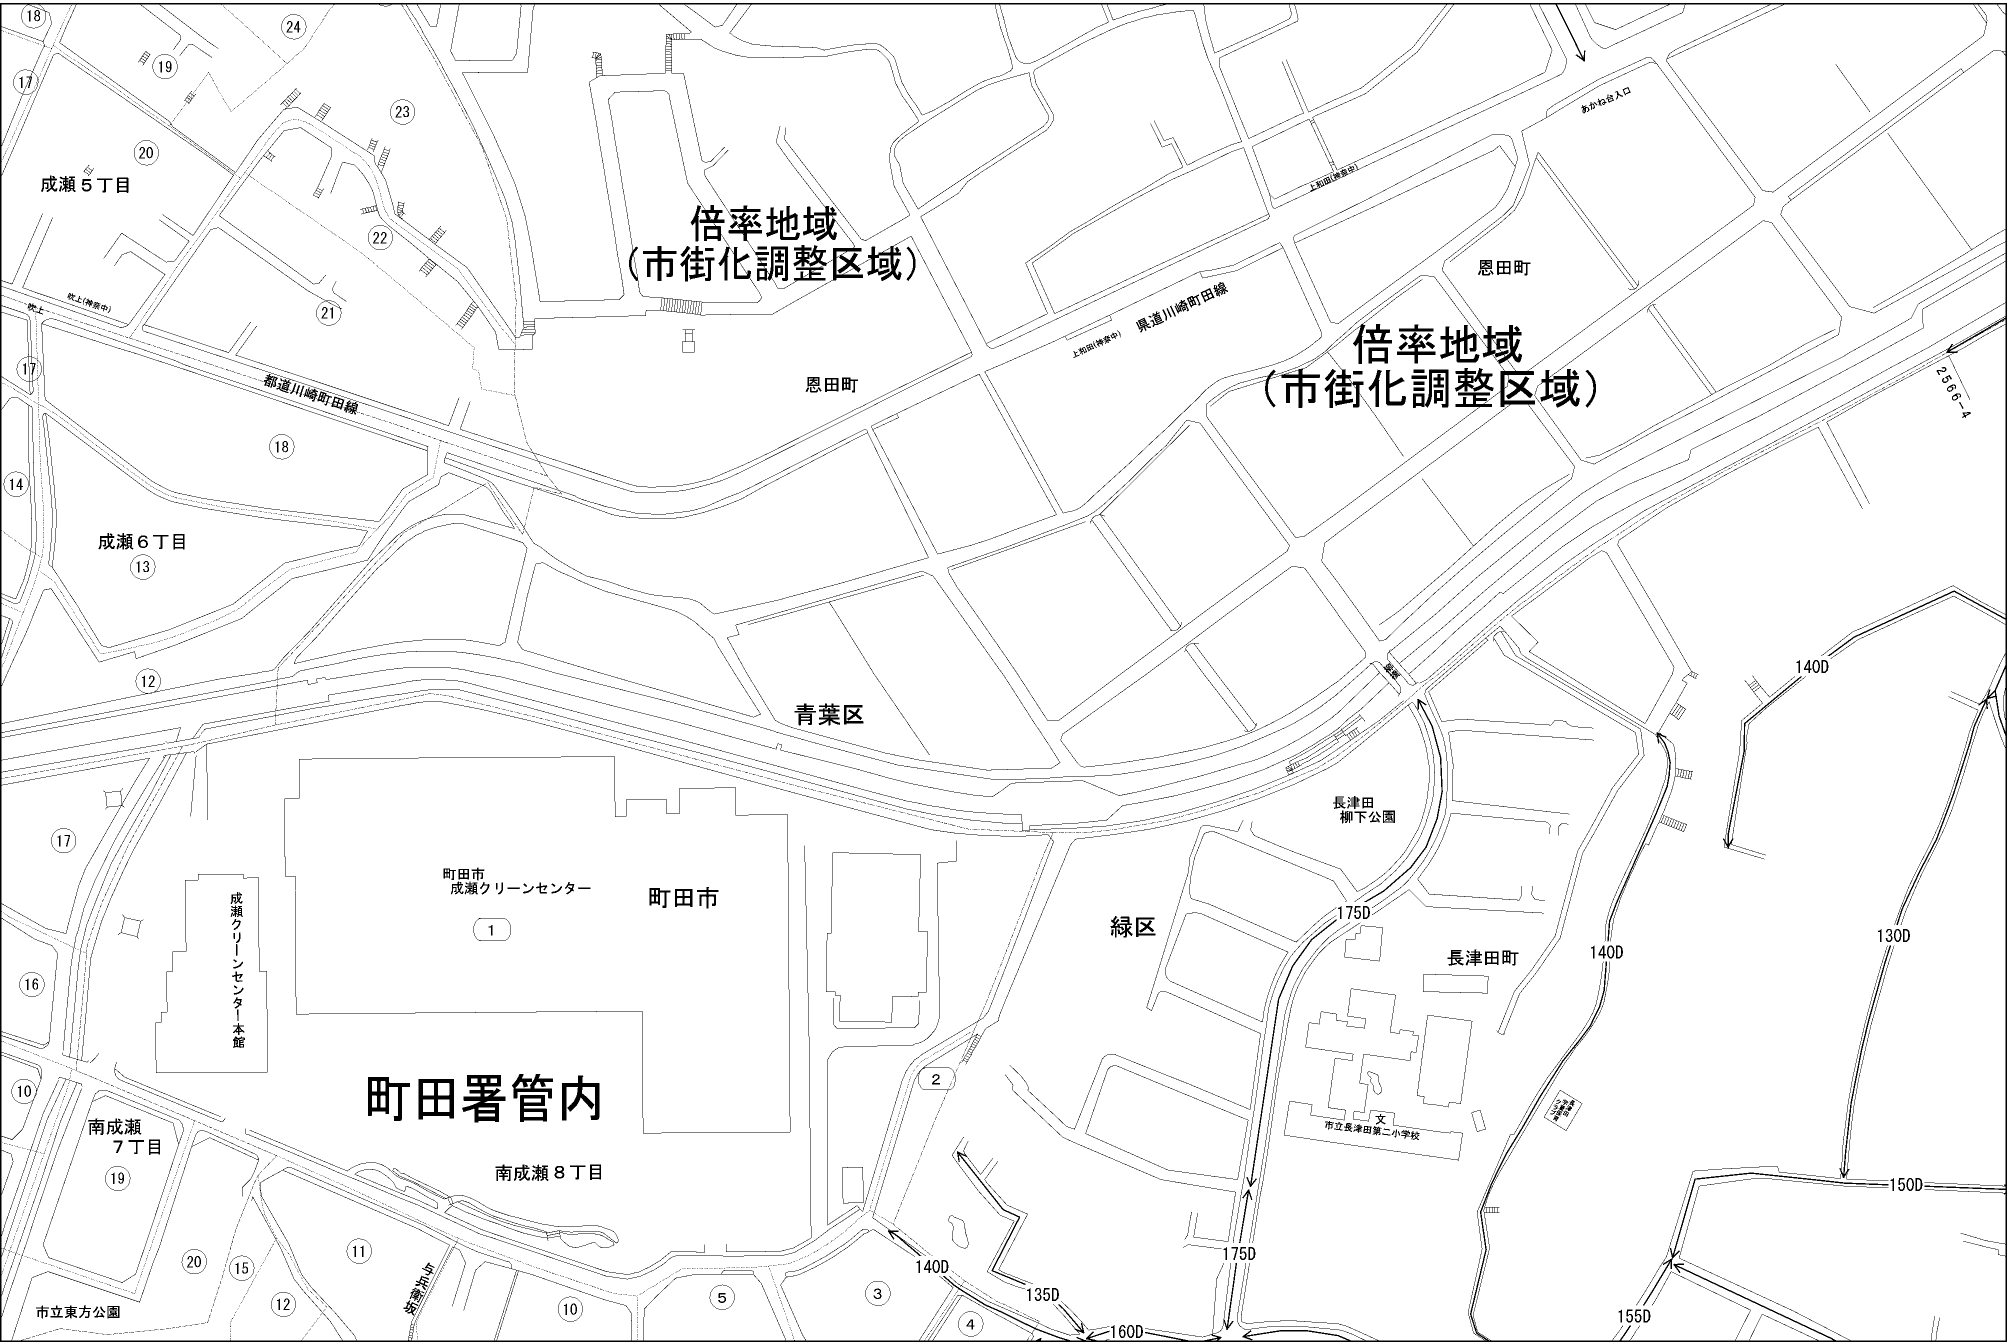 18
24
19
17
23
あかね台入口
20
成瀬５丁目
上和田(神奈中)
倍率地域
(市街化調整区域)
22
恩田町
吹上(神奈中)
吹上
21
県道川崎町田線
上和田(神奈中)
倍率地域
(市街化調整区域)
17
都道川崎町田線
恩田町
2566-4
18
14
成瀬６丁目
13
12
140D
青葉区
長津田
柳下公園
17
町田市
成瀬クリーンセンター
町田市
1
成瀬クリーンセンター本館
緑区
175D
130D
140D
長津田町
16
10
町田署管内
2
文
市立長津田第二小学校
南成瀬
７丁目
19
南成瀬８丁目
150D
20
15
11
与兵衛坂
140D
175D
12
市立東方公園
10
5
3
4
135D
160D
155D